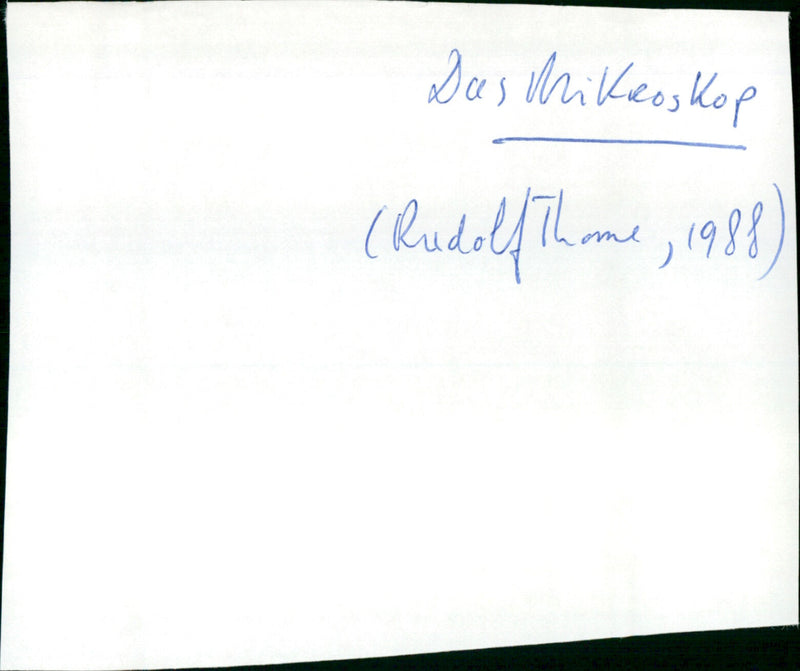 Das Mikroskop
(Rudolf Thome, 1988)